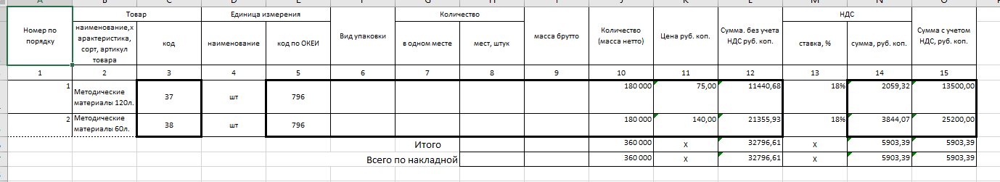 A B C D E F G H I J K L M N O
Товар Единица измерения Количество НДС
Номер по порядку
наименование,х арактеристика, сорт, артикул товара
код
наименование
код по ОКЕИ
Вид упаковки
в одном месте
мест, штук
масса брутто
Количество (масса нетто)
Цена руб. коп.
Сумма. без учета НДС руб. коп.
ставка, %
сумма, руб. коп.
Сумма с учетом НДС, руб. коп.
1 2 3 4 5 6 7 8 9 10 11 12 13 14 15
1 Методические материалы 120л. 37 шт 796 180 000 75,00 11440,68 18% 2059,32 13500,00
2 Методические материалы 60л. 38 шт 796 180 000 140,00 21355,93 18% 3844,07 25200,00
Итого 360 000 X 32796,61 X 5903,39 5903,39
Всего по накладной 360 000 X 32796,61 X 5903,39 5903,39